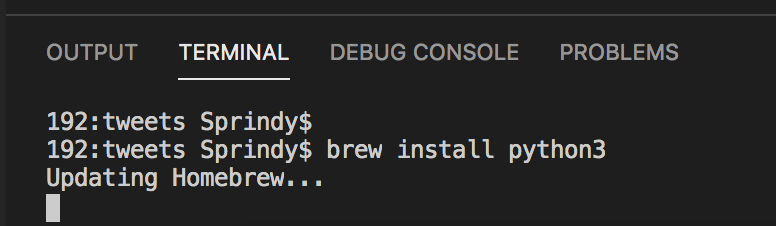 OUTPUT TERMINAL DEBUG CONSOLE PROBLEMS
192:tweets Sprindy$
192:tweets Sprindy$ brew install python3
Updating Homebrew...